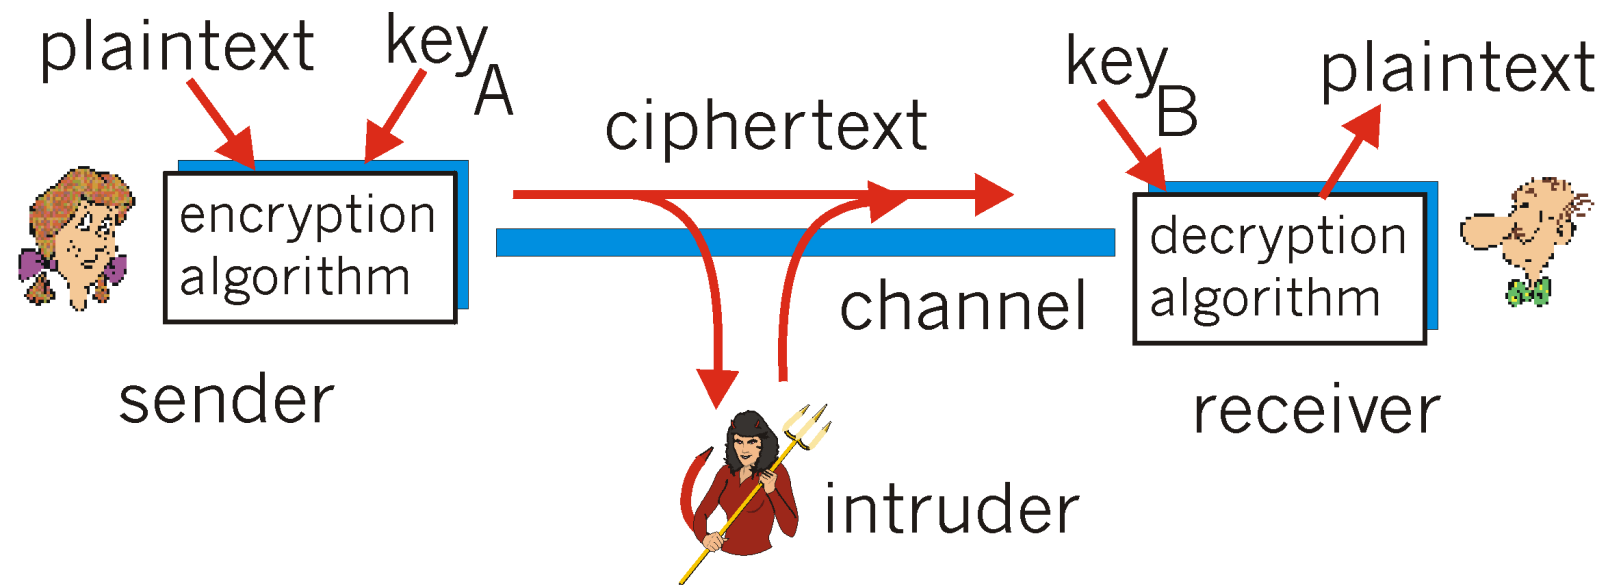 plaintext
key
A
encryption
algorithm
sender
ciphertext
channel
intruder
key
B
plaintext
decryption
algorithm
receiver